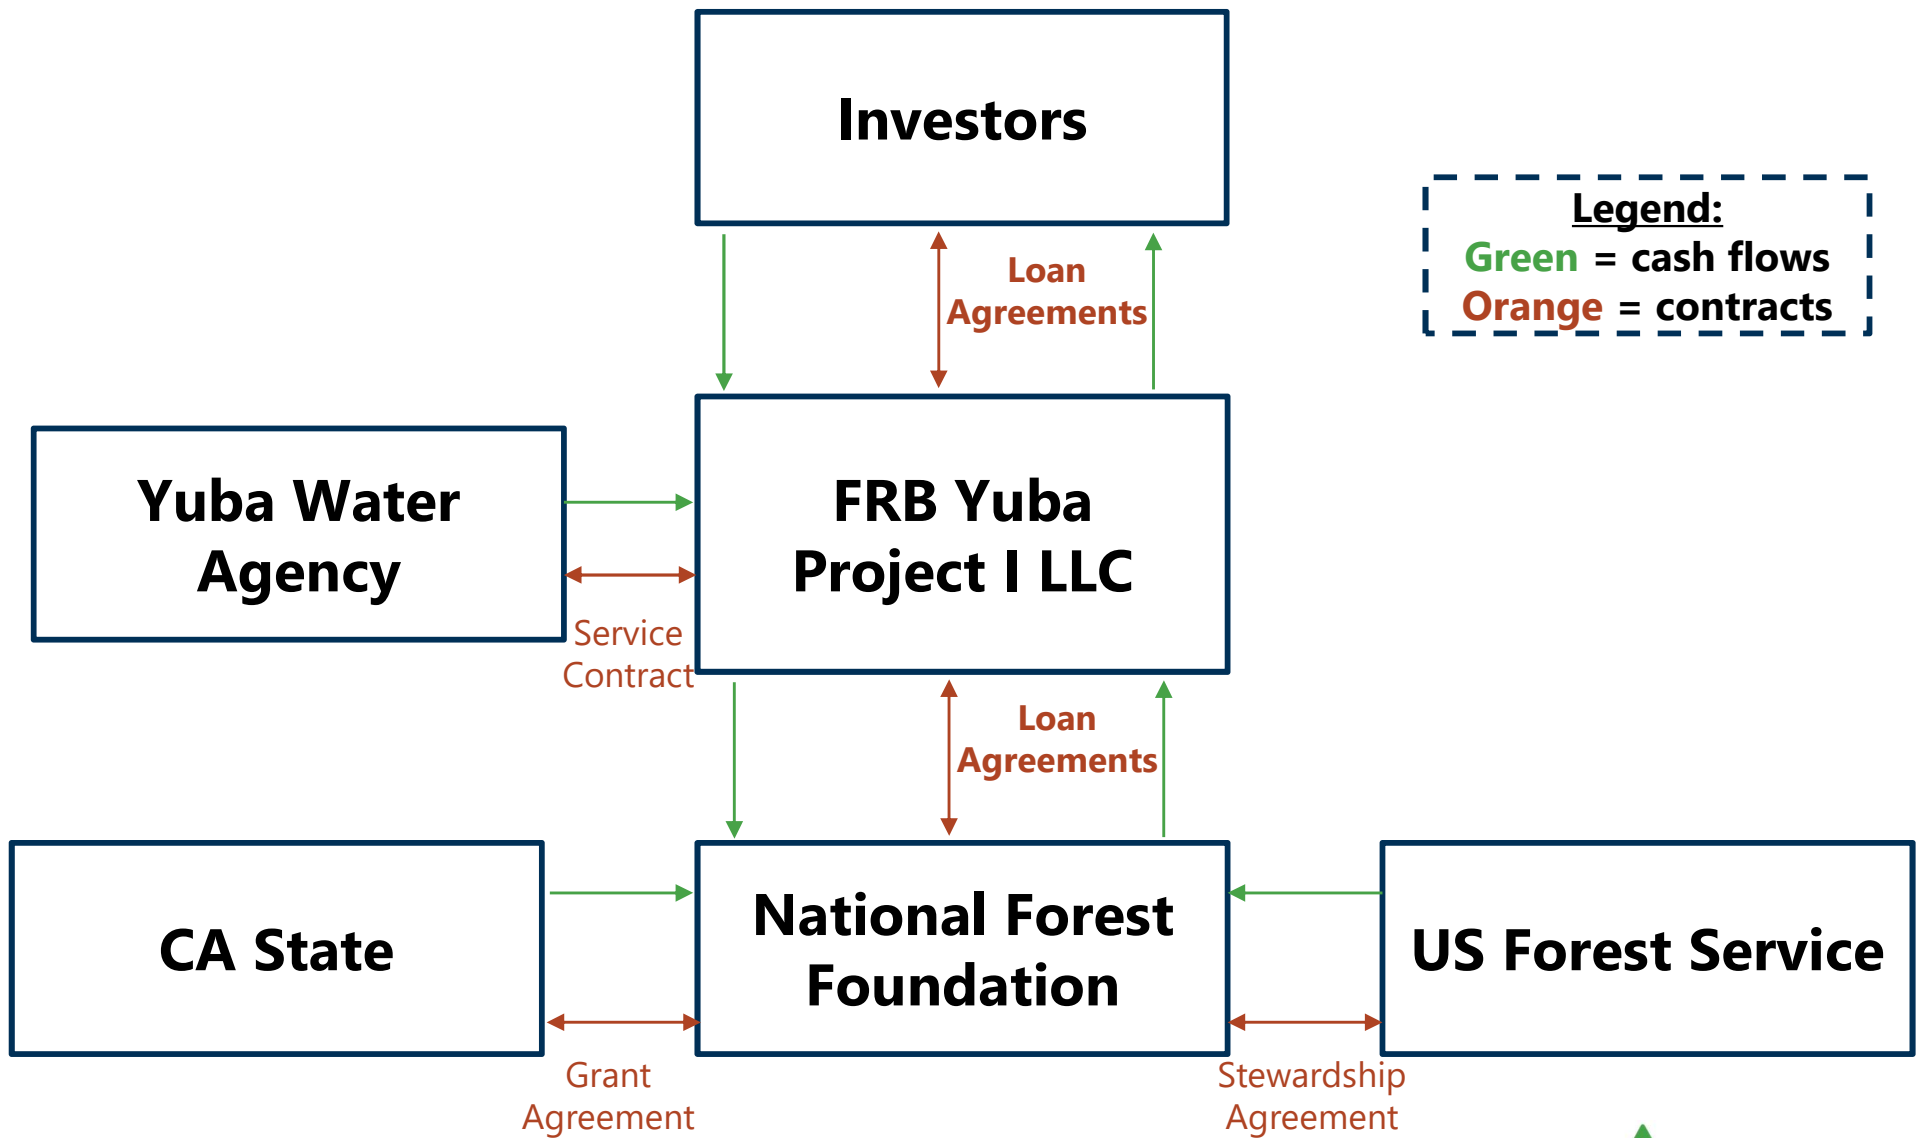 Investors
Legend:
Green = cash flows
Orange = contracts
Loan
Agreements
Yuba Water
Agency
FRB Yuba
Project I LLC
Service
Contract
Loan
Agreements
CA State
National Forest
Foundation
US Forest Service
Grant
Agreement
Stewardship
Agreement